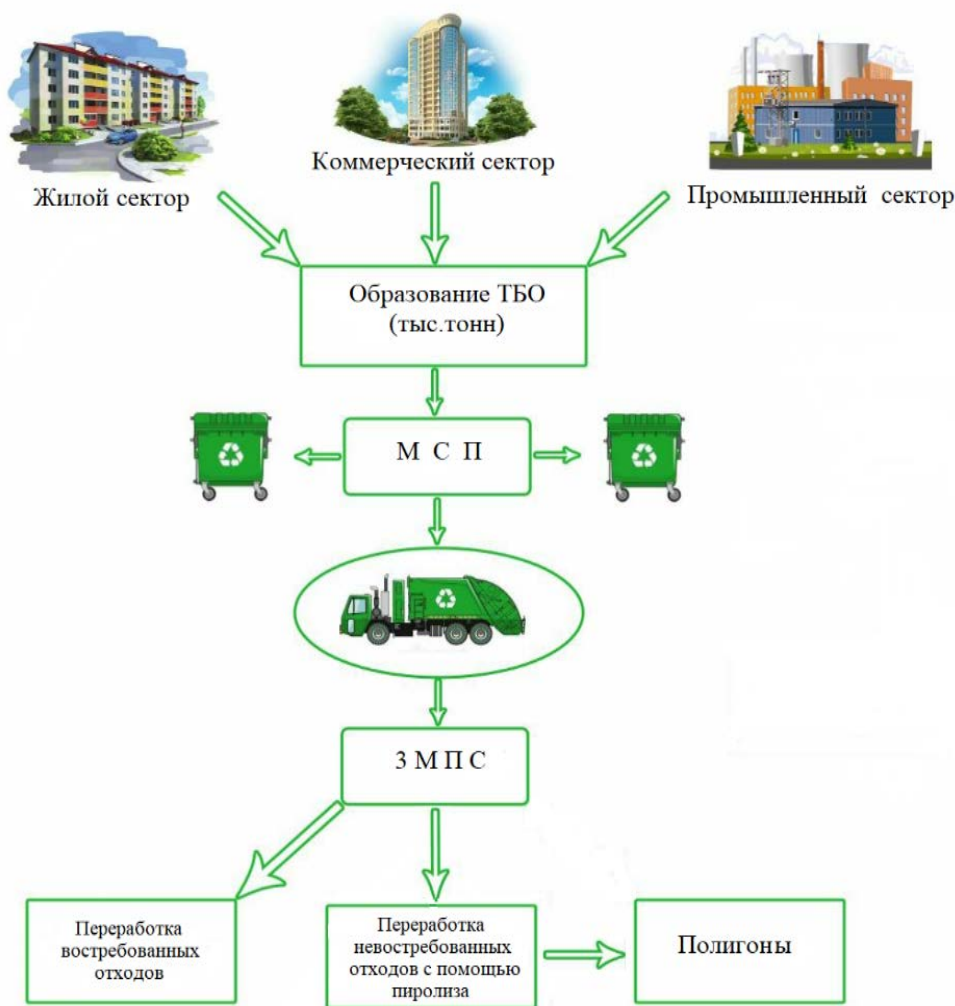 Жилой сектор
Коммерческий сектор
Промышленный сектор
Образование ТБО
(тыс.тонн)
М С П
3 М П С
Переработка
востребованных
отходов
Переработка
невостребованных
отходов с помощью
пиролиза
Полигоны